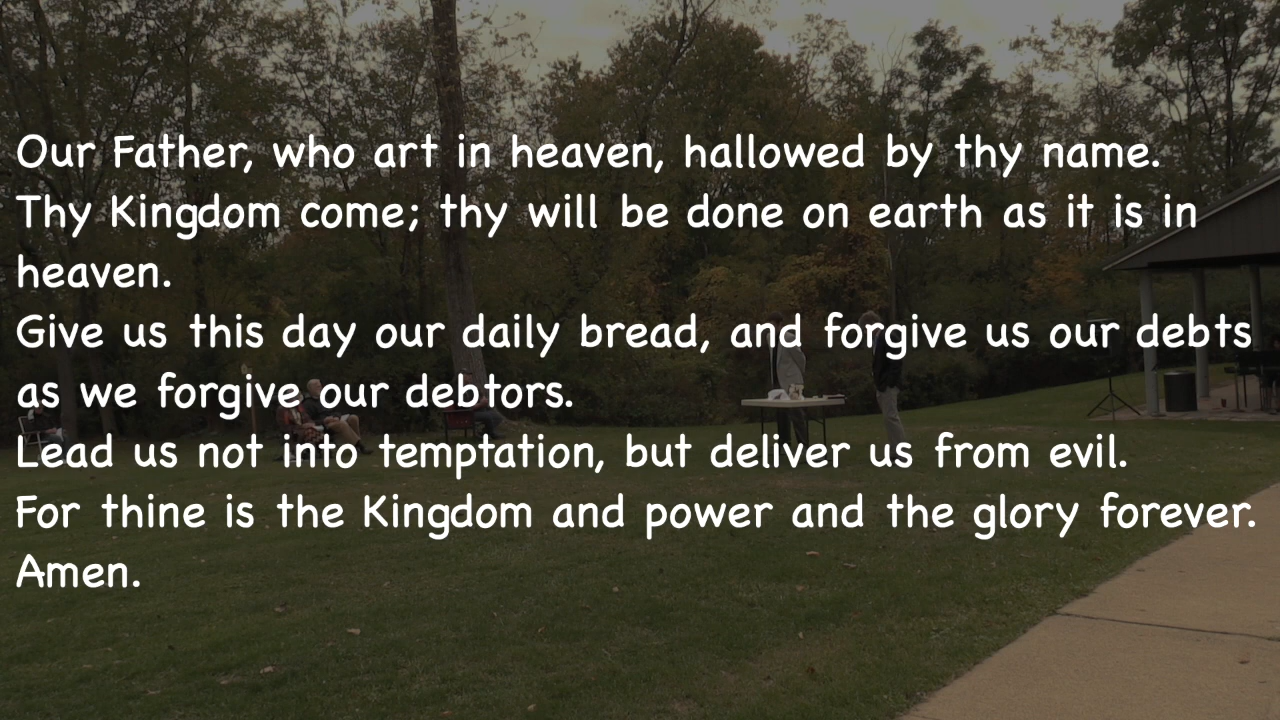 Our Father, who art in heaven, hallowed by thy name.
Thy Kingdom come; thy will be done on earth as it is in
heaven.
Give us this day our daily bread, and forgive us our debts
as we forgive our debtors.
Lead us not into temptation, but deliver us from evil.
For thine is the Kingdom and power and the glory forever.
Amen.